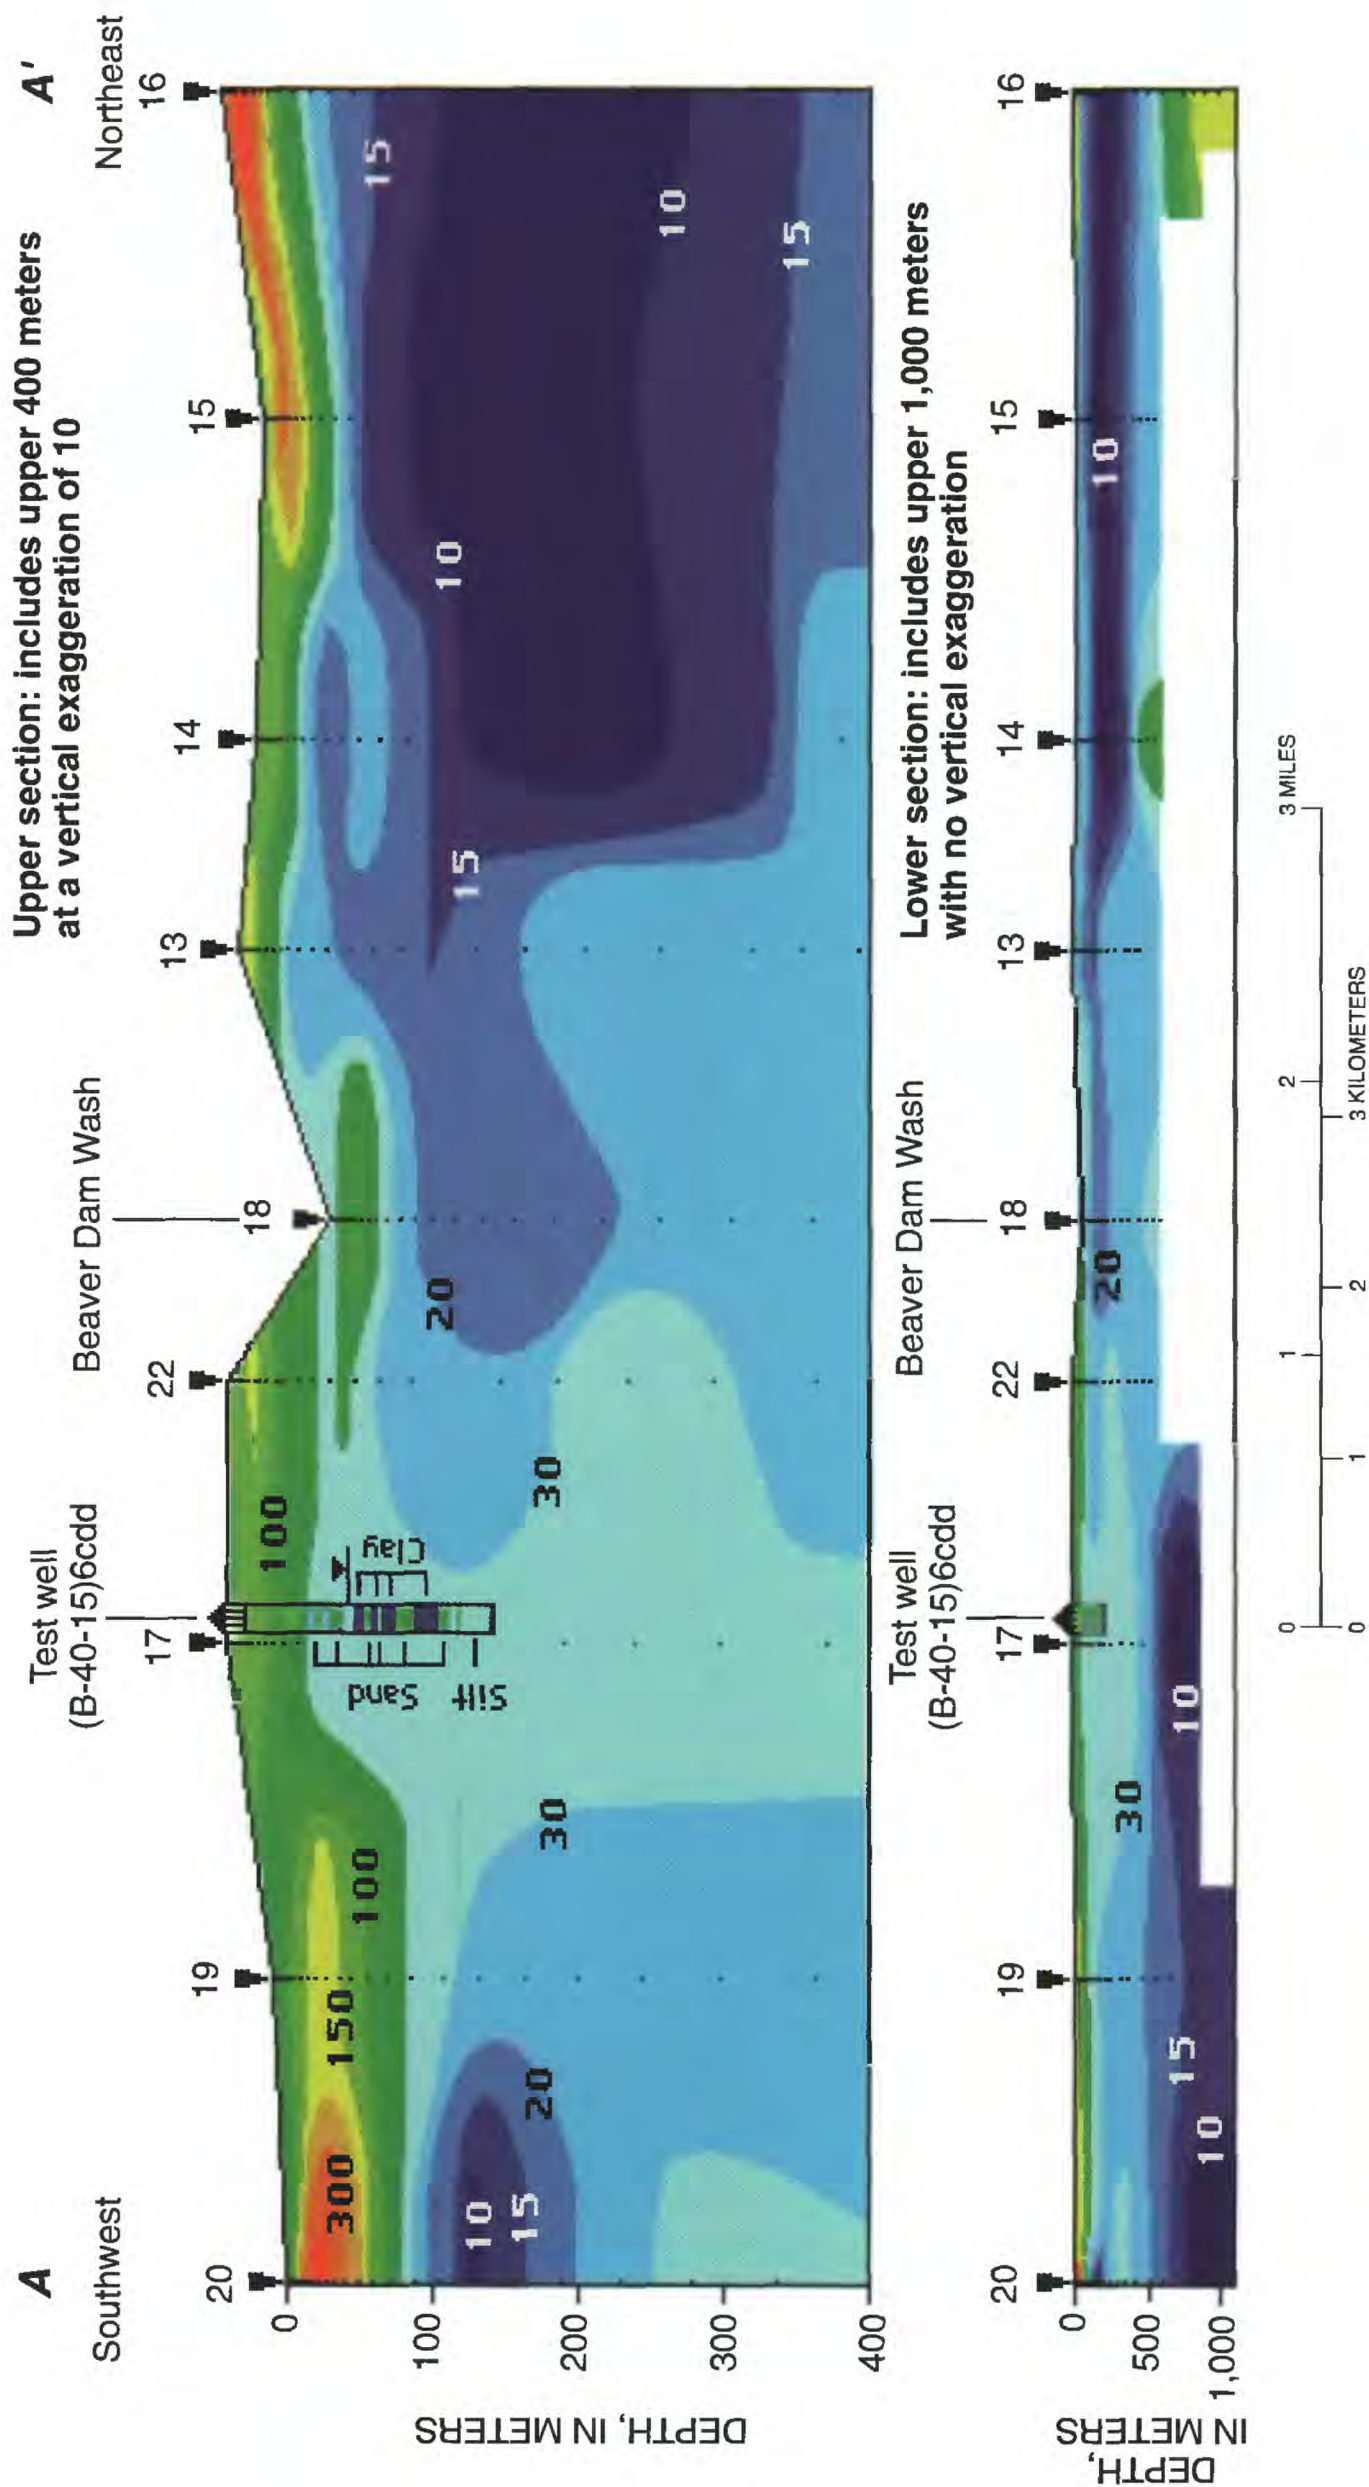 A
Southwest
A'
Northeast
Upper section: includes upper 400 meters
at a vertical exaggeration of 10
Test well
(B-40-15)6cdd
Beaver Dam Wash
20
19
17
22
18
13
14
15
16
0
100
200
300
400
DEPTH, IN METERS
300
150
100
100
10
15
20
30
30
20
15
10
15
10
15
Sand
Silt
Clay
Lower section: includes upper 1,000 meters
with no vertical exaggeration
Test well
(B-40-15)6cdd
Beaver Dam Wash
20
19
17
22
18
13
14
15
16
0
500
1,000
DEPTH,
IN METERS
10
15
30
10
20
10
0
1
2
3 MILES
0
1
2
3 KILOMETERS